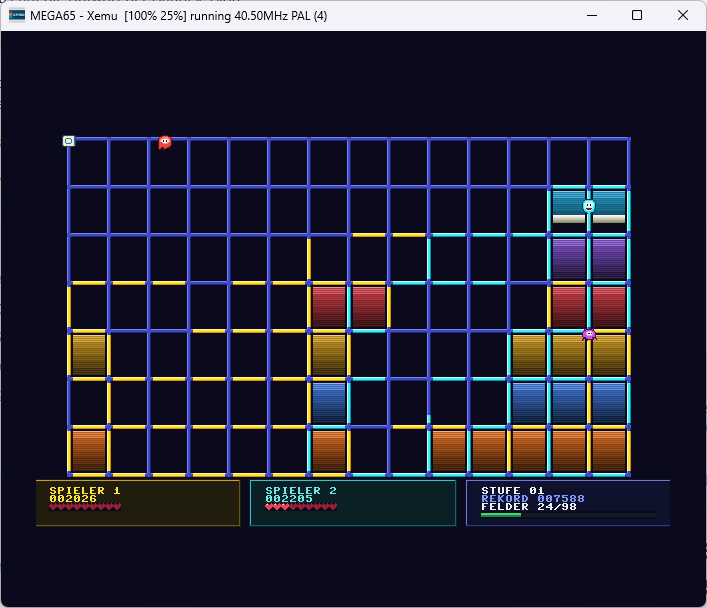 MEGA65 - Xemu [100% 25%] running 40.50MHz PAL (4)
SPIELER 1
002026
SPIELER 2
002205
STUFE 01
REKORD 007588
FELDER 24/98